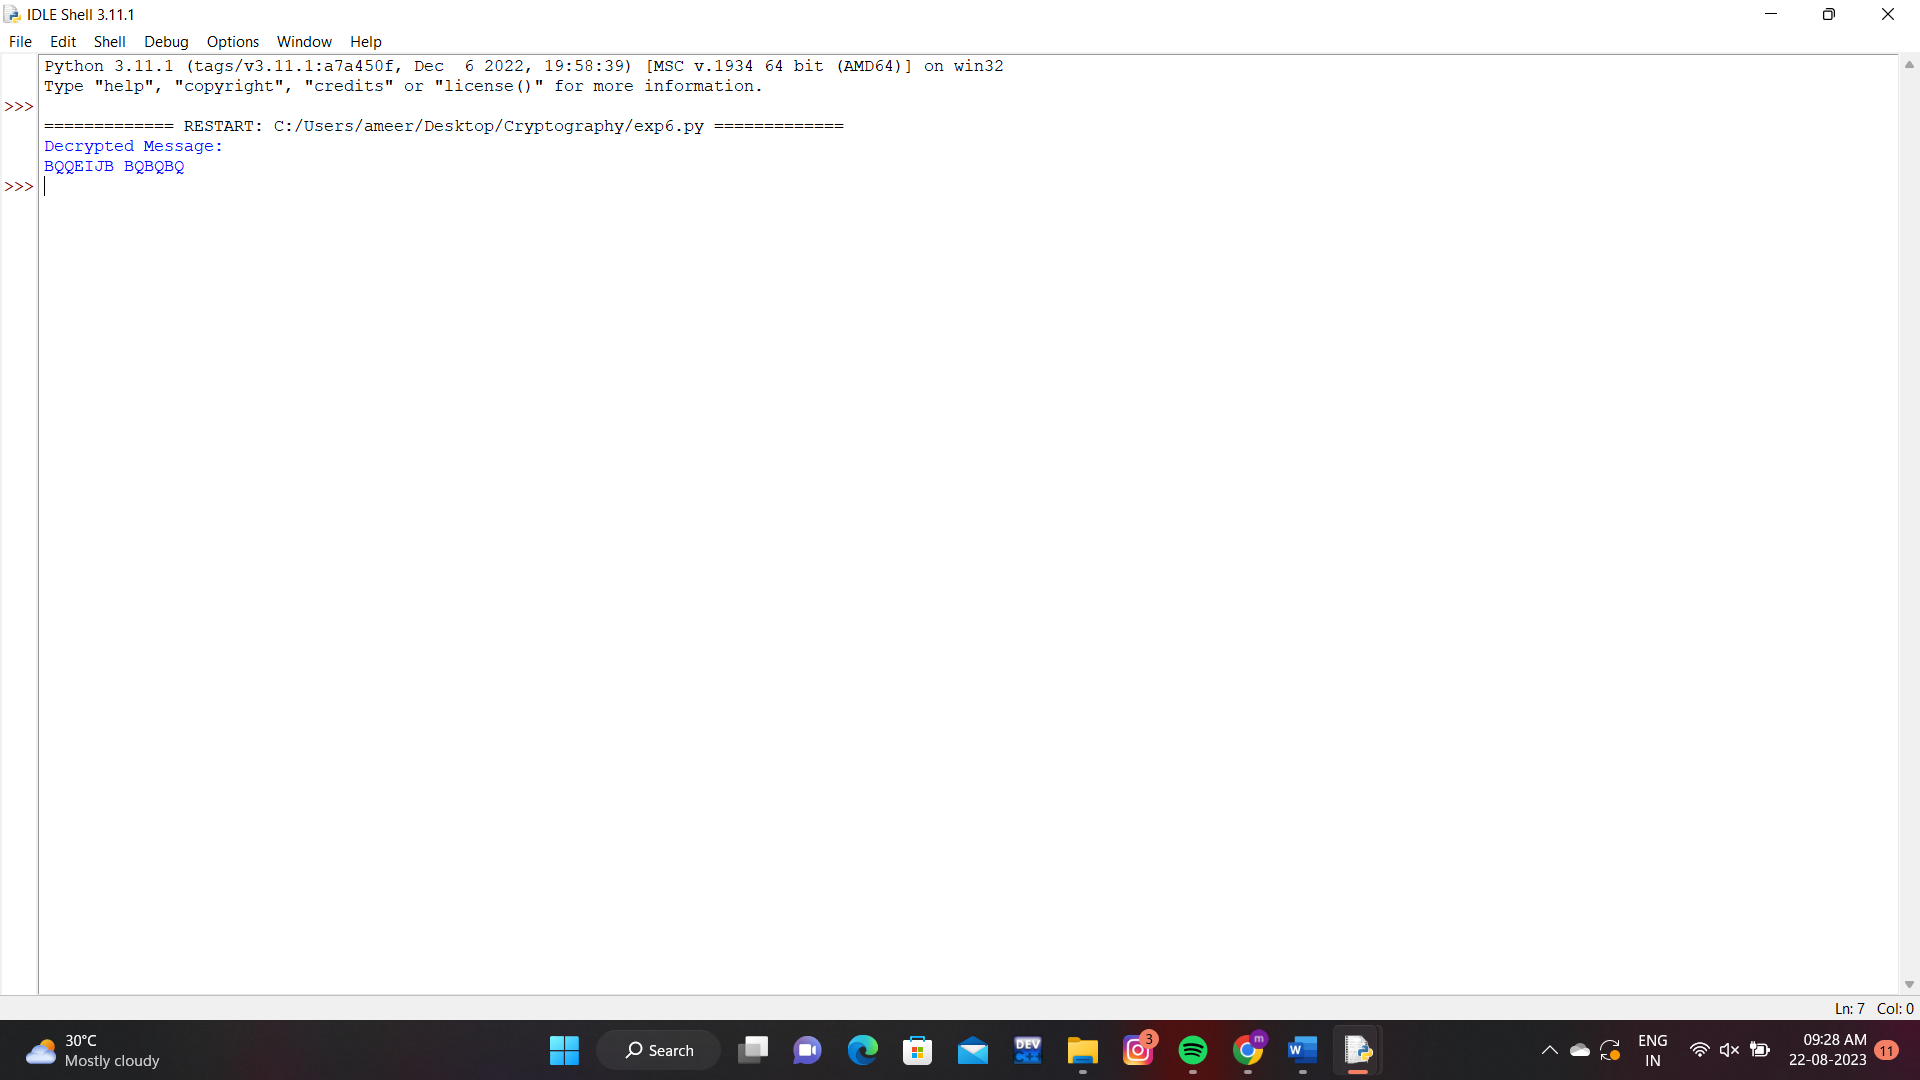 IDLE Shell 3.11.1
File Edit Shell Debug Options Window Help
Python 3.11.1 (tags/v3.11.1:a7a450f, Dec  6 2022, 19:58:39) [MSC v.1934 64 bit (AMD64)] on win32
Type "help", "copyright", "credits" or "license()" for more information.
>>>
============= RESTART: C:/Users/ameer/Desktop/Cryptography/exp6.py =============
Decrypted Message:
BQQEIJB BQBQBQ
>>>
Ln: 7 Col: 0
30°C
Mostly cloudy
Search
DEV
C++
3
m
W
ENG
IN
09:28 AM
22-08-2023
11